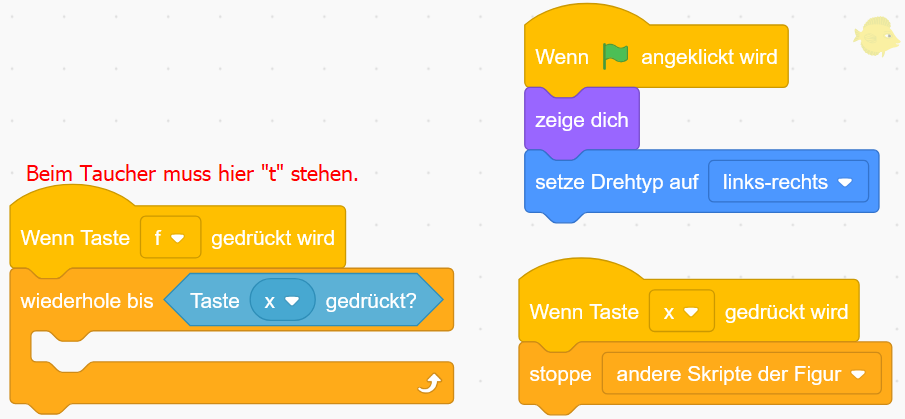 Beim Taucher muss hier "t" stehen.
Wenn Taste f gedrückt wird
wiederhole bis Taste x gedrückt?
Wenn angeklickt wird
zeige dich
setze Drehtyp auf links-rechts
Wenn Taste x gedrückt wird
stoppe andere Skripte der Figur